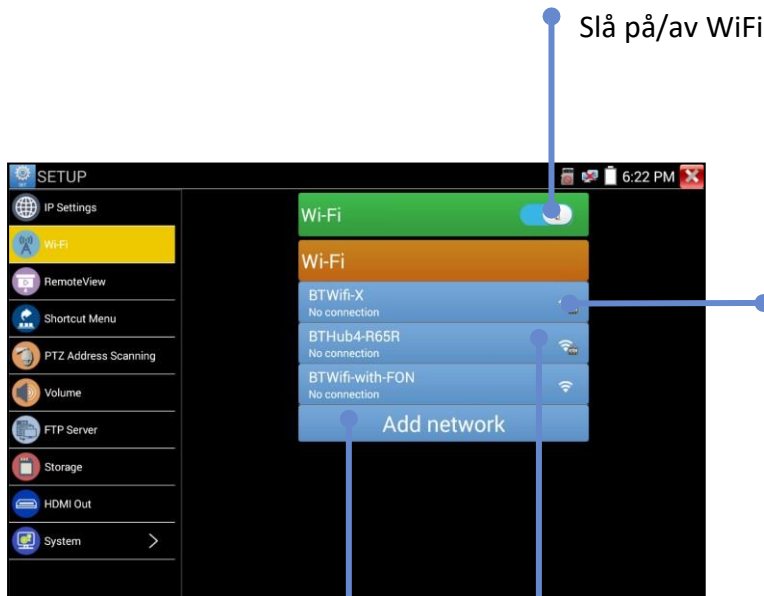 Slå på/av WiFi
SETUP
6:22 PM
IP Settings
Wi-Fi
RemoteView
Shortcut Menu
PTZ Address Scanning
Volume
FTP Server
Storage
HDMI Out
System
Wi-Fi
Wi-Fi
BTWifi-X
No connection
BTHub4-R65R
No connection
BTWifi-with-FON
No connection
Add network